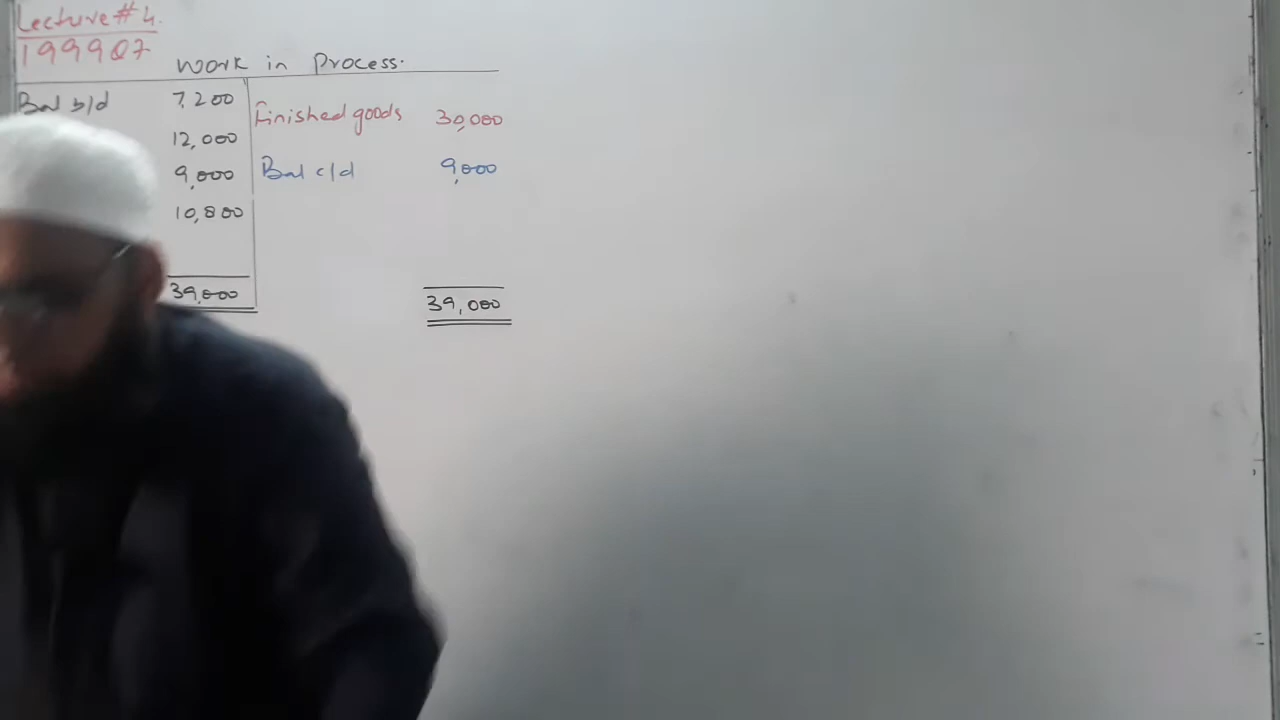 Lecture # 4.
199907
Work in Process.
Bal b/d 7,200 Finished goods 30,000
12,000
9,000 Bal c/d 9,000
10,800
39,000 39,000